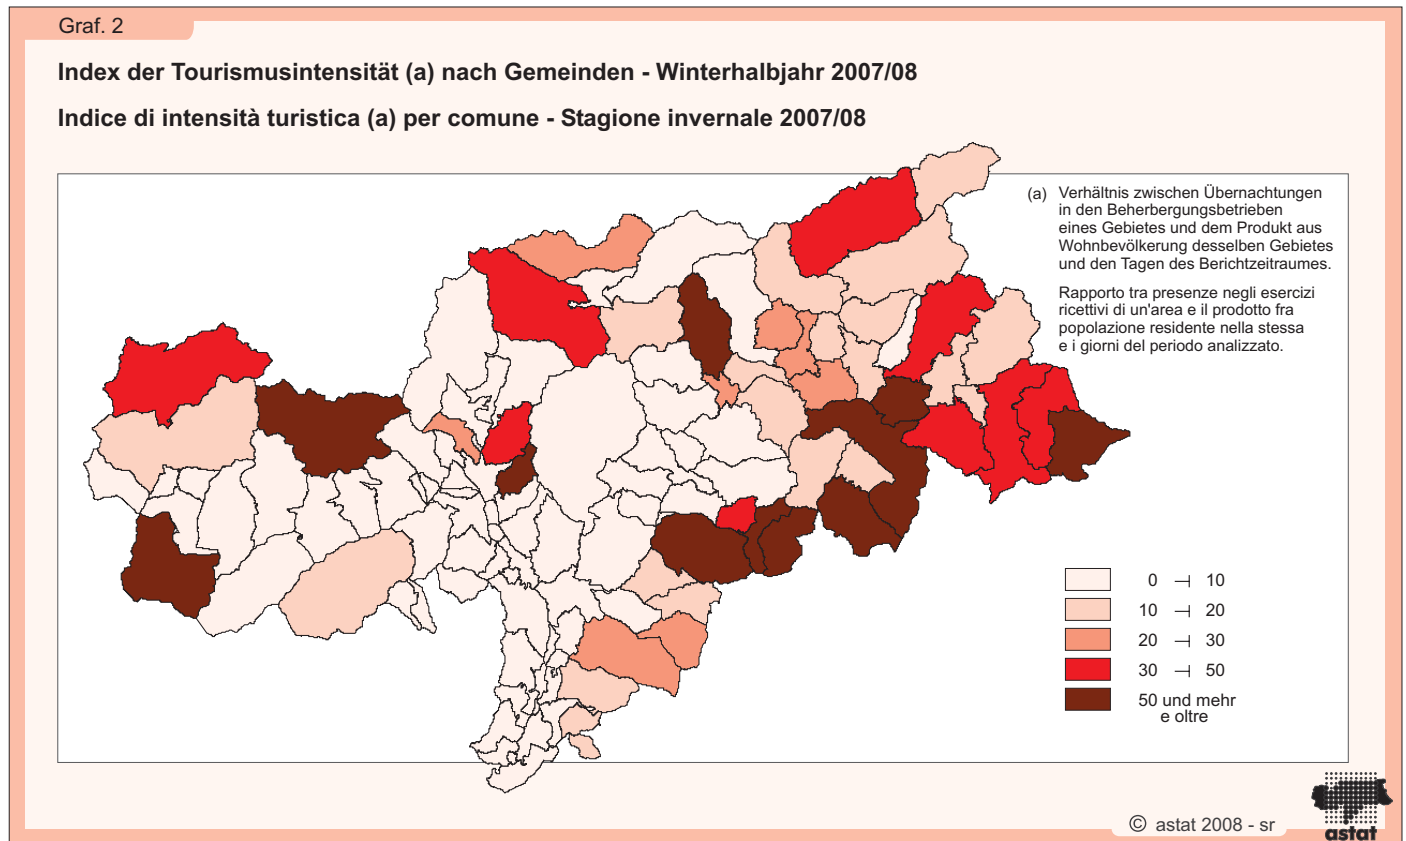 Graf. 2
Index der Tourismusintensität (a) nach Gemeinden - Winterhalbjahr 2007/08
Indice di intensità turistica (a) per comune - Stagione invernale 2007/08
(a) Verhältnis zwischen Übernachtungen
in den Beherbergungsbetrieben
eines Gebietes und dem Produkt aus
Wohnbevölkerung desselben Gebietes
und den Tagen des Berichtzeitraumes.
Rapporto tra presenze negli esercizi
ricettivi di un'area e il prodotto fra
popolazione residente nella stessa
e i giorni del periodo analizzato.
0 ⊣ 10
10 ⊣ 20
20 ⊣ 30
30 ⊣ 50
50 und mehr
e oltre
© astat 2008 - sr
astat